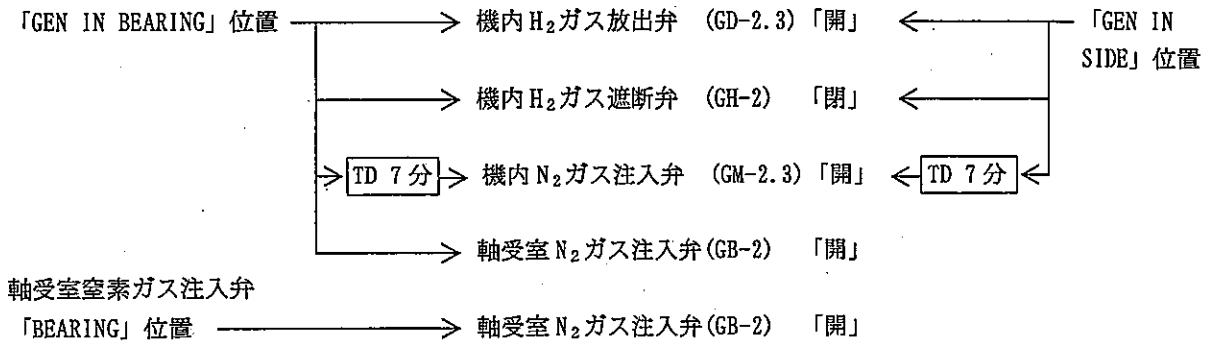 「GEN IN BEARING」位置 機内H₂ガス放出弁 (GD-2.3)「開」 「GEN IN
SIDE」位置
機内H₂ガス遮断弁 (GH-2) 「閉」
TD 7分 機内N₂ガス注入弁 (GM-2.3)「開」 TD 7分
軸受室N₂ガス注入弁(GB-2) 「開」
軸受室窒素ガス注入弁
「BEARING」位置 軸受室N₂ガス注入弁(GB-2) 「開」